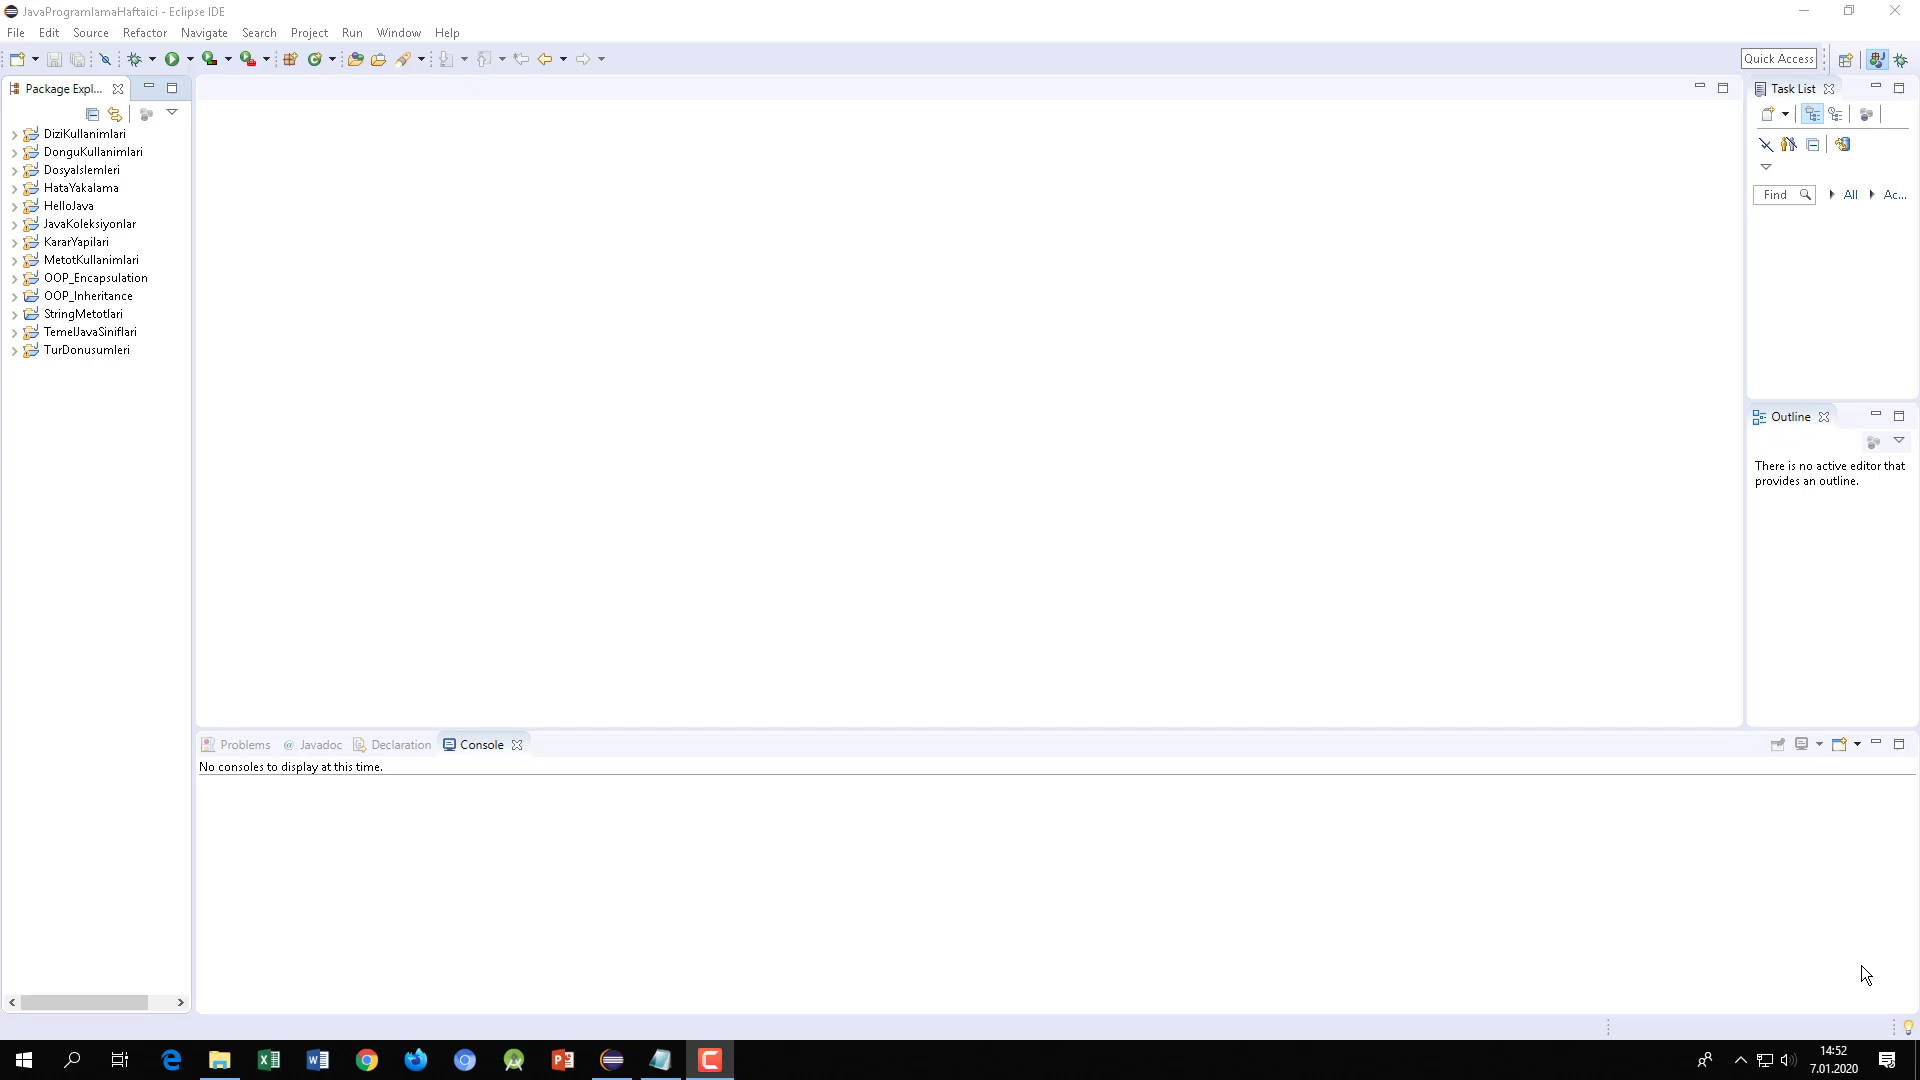 JavaProgramlamaHaftaici - Eclipse IDE
File Edit Source Refactor Navigate Search Project Run Window Help
Quick Access
Package Expl...
DiziKullanimlari
DonguKullanimlari
DosyaIslemleri
HataYakalama
HelloJava
JavaKoleksiyonlar
KararYapilari
MetotKullanimlari
OOP_Encapsulation
OOP_Inheritance
StringMetotlari
TemelJavaSiniflari
TurDonusumleri
Task List
Find All Ac...
Outline
There is no active editor that
provides an outline.
Problems @ Javadoc Declaration Console
No consoles to display at this time.
14:52
7.01.2020